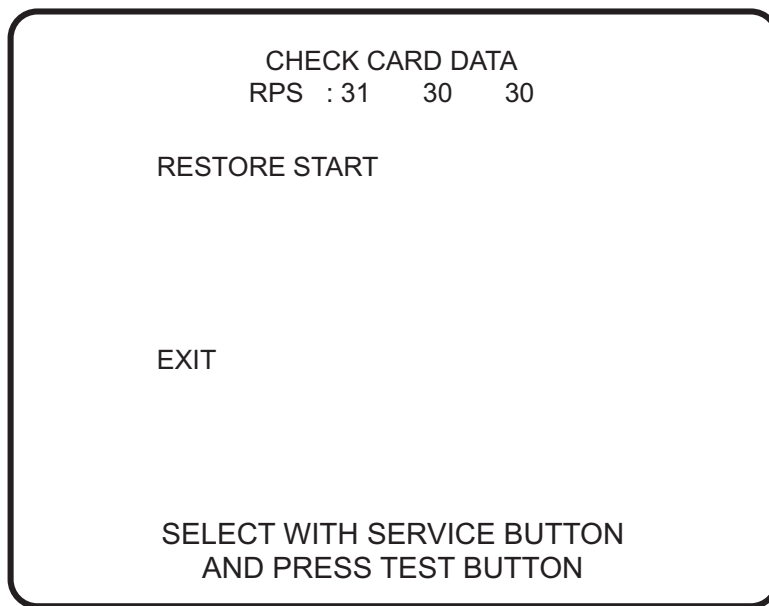 CHECK CARD DATA
RPS : 31 30 30
RESTORE START
EXIT
SELECT WITH SERVICE BUTTON
AND PRESS TEST BUTTON